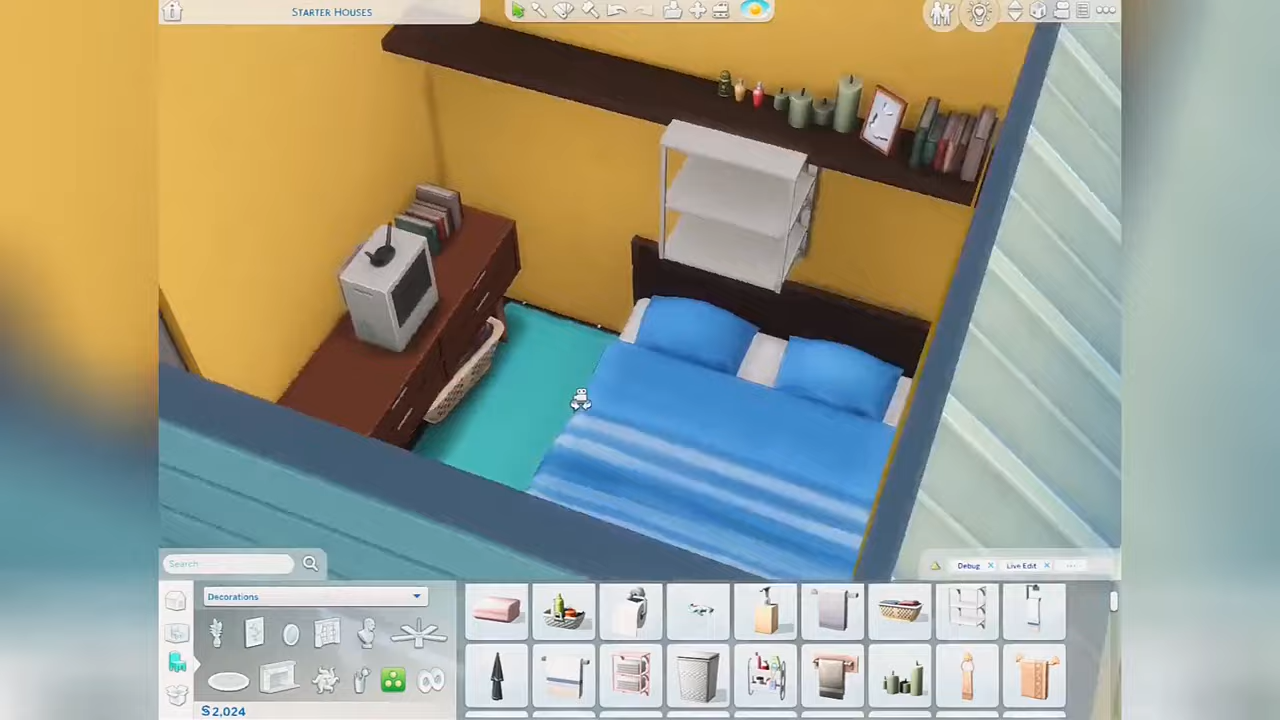 STARTER HOUSES
Search
Debug
Live Edit
Decorations
§2,024